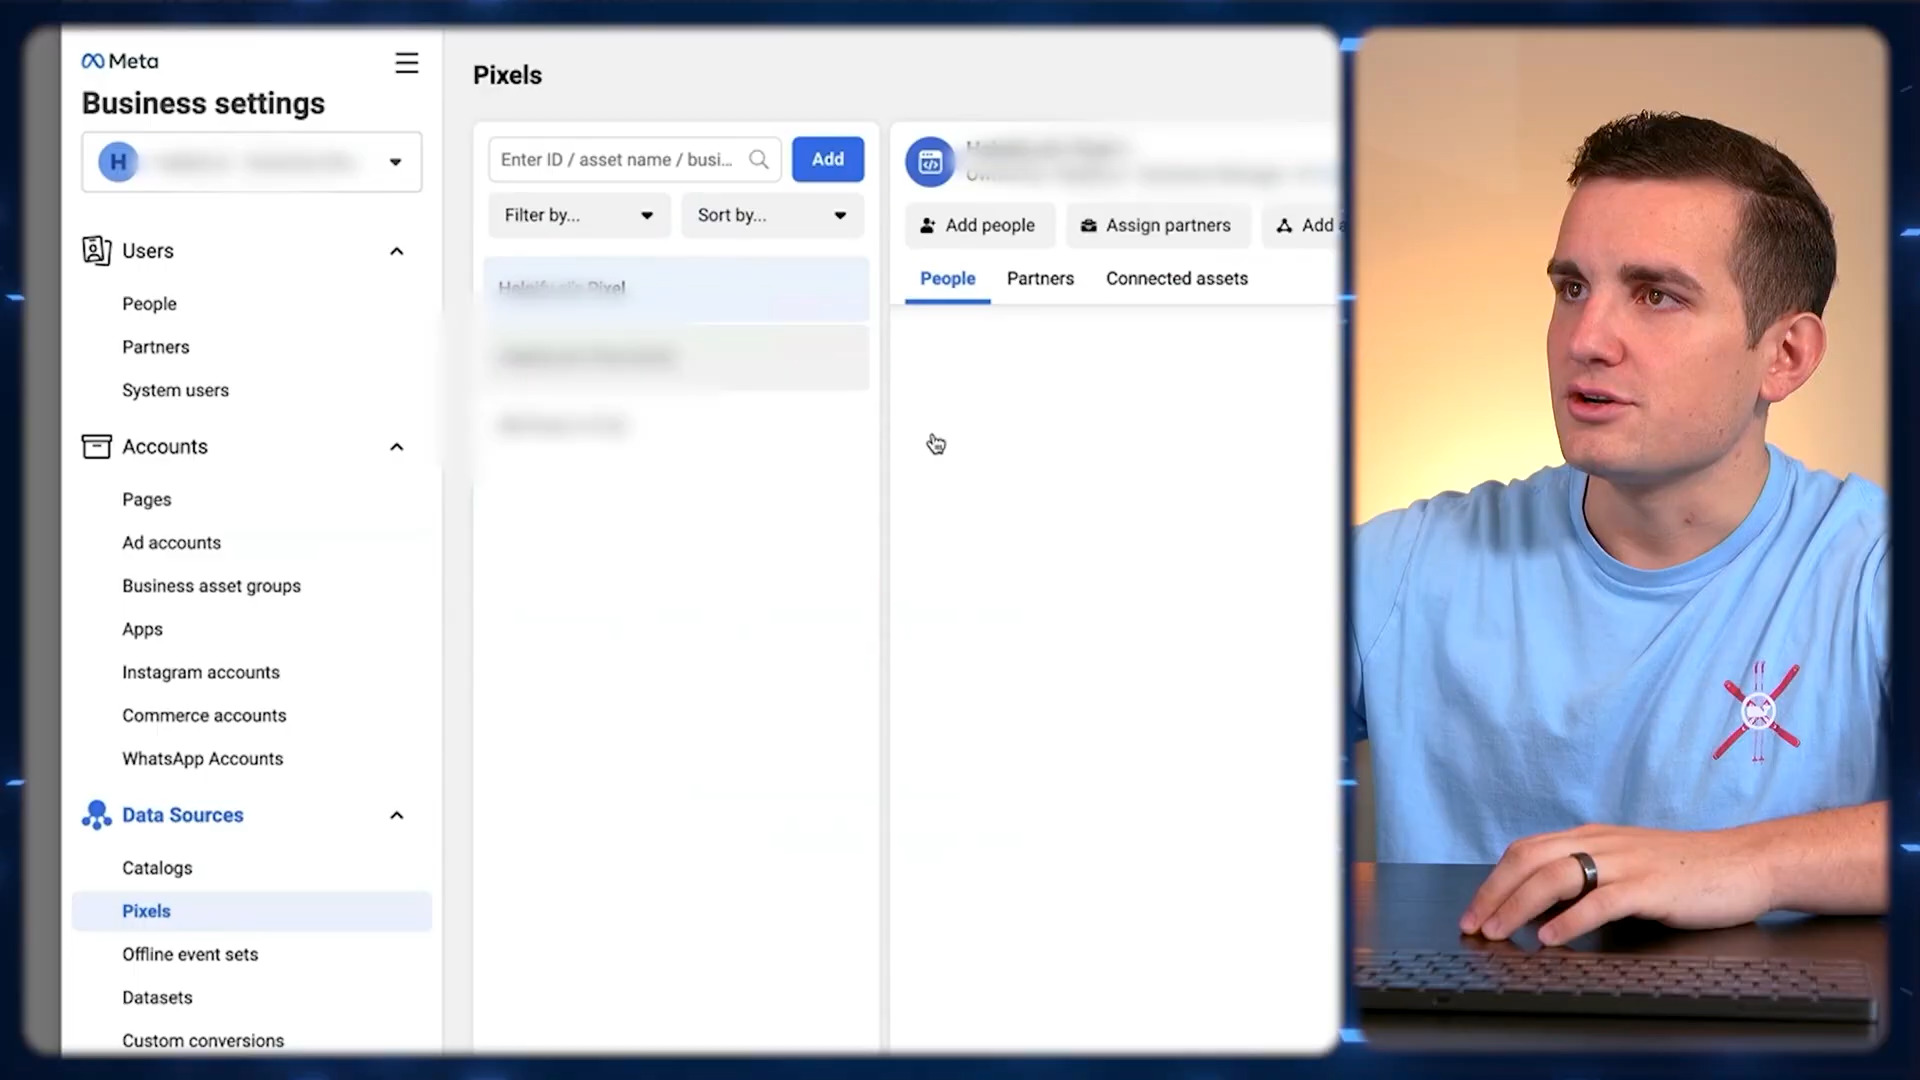 Meta
Business settings
H
Users
People
Partners
System users
Accounts
Pages
Ad accounts
Business asset groups
Apps
Instagram accounts
Commerce accounts
WhatsApp Accounts
Data Sources
Catalogs
Pixels
Offline event sets
Datasets
Custom conversions
Pixels
Enter ID / asset name / busi...
Add
Filter by...
Sort by...
Pixel
Add people
Assign partners
Add
People
Partners
Connected assets